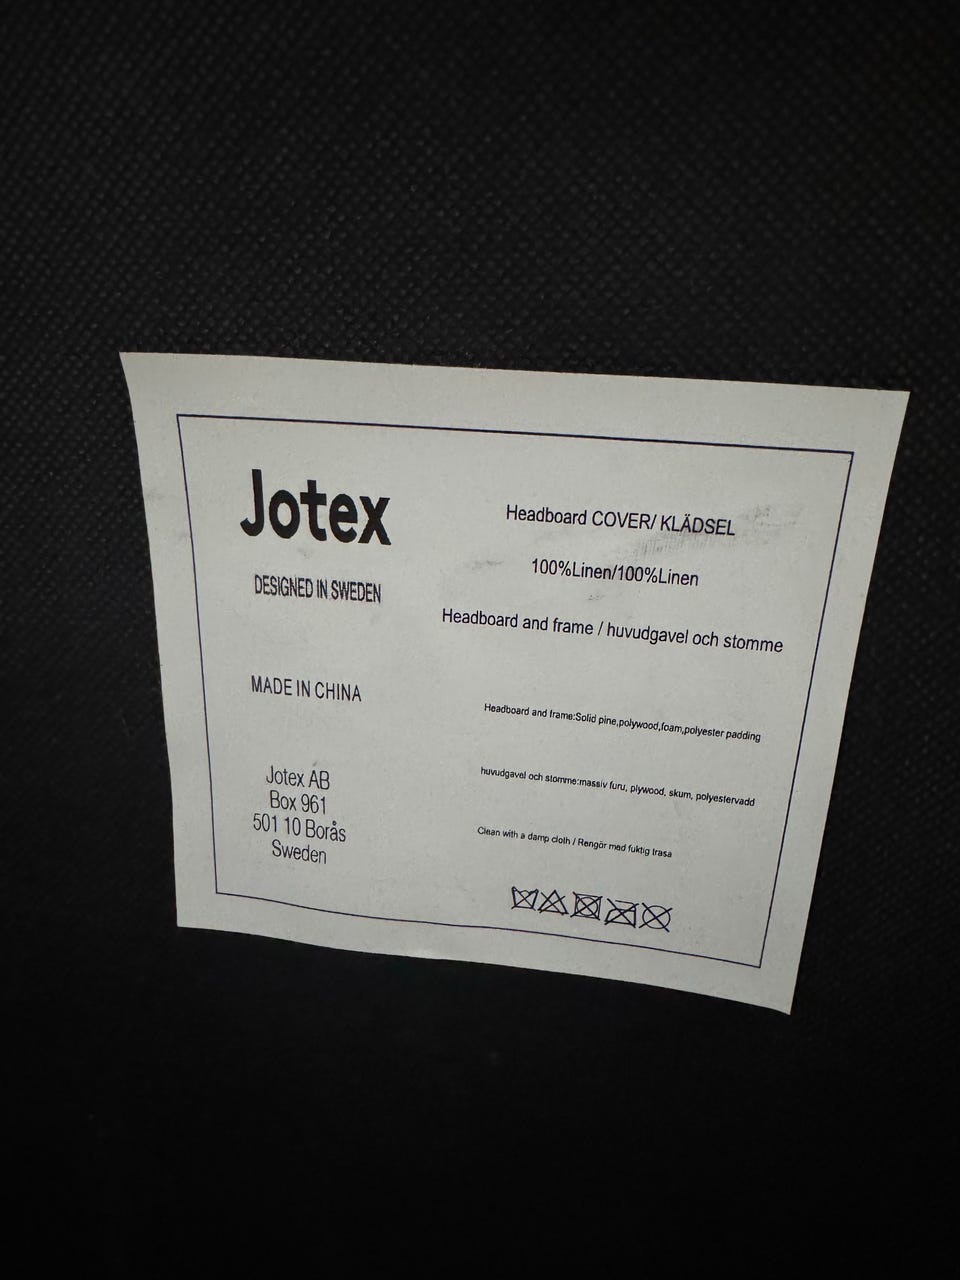 Jotex
DESIGNED IN SWEDEN
MADE IN CHINA
Jotex AB
Box 961
501 10 Borås
Sweden
Headboard COVER/ KLÄDSEL
100%Linen/100%Linen
Headboard and frame / huvudgavel och stomme
Headboard and frame:Solid pine,polywood,foam,polyester padding
huvudgavel och stomme:massiv furu, plywood, skum, polyestervadd
Clean with a damp cloth / Rengör med fuktig trasa